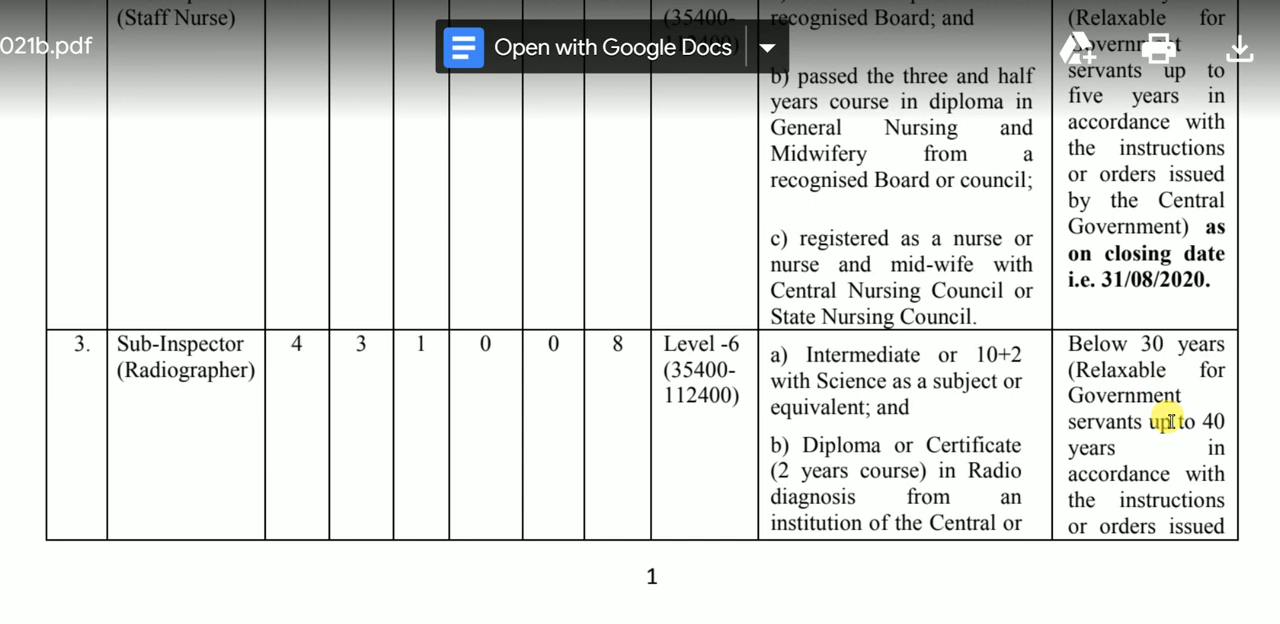 (Staff Nurse)
(35400-
recognised Board; and
(Relaxable for
021b.pdf
Open with Google Docs
servants up to
b) passed the three and half
five years in
years course in diploma in
accordance with
General Nursing and
the instructions
Midwifery from a
or orders issued
recognised Board or council;
by the Central
Government) as
c) registered as a nurse or
on closing date
nurse and mid-wife with
i.e. 31/08/2020.
Central Nursing Council or
State Nursing Council.
3. Sub-Inspector 4 3 1 0 0 8 Level -6
(Radiographer) (35400-
112400)
a) Intermediate or 10+2
with Science as a subject or
equivalent; and
b) Diploma or Certificate
(2 years course) in Radio
diagnosis from an
institution of the Central or
Below 30 years
(Relaxable for
Government
servants up to 40
years in
accordance with
the instructions
or orders issued
1